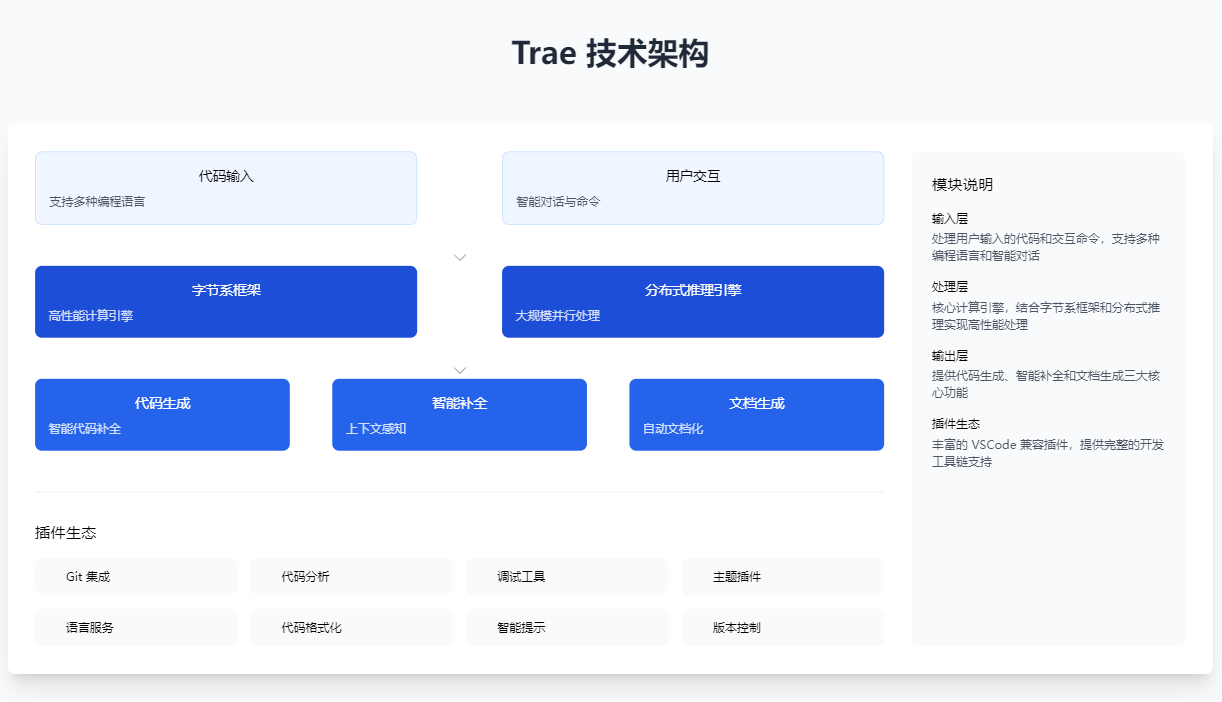 Trae 技术架构
代码输入
支持多种编程语言
用户交互
智能对话与命令
字节系框架
高性能计算引擎
分布式推理引擎
大规模并行处理
代码生成
智能代码补全
智能补全
上下文感知
文档生成
自动文档化
插件生态
Git 集成
代码分析
调试工具
主题插件
语言服务
代码格式化
智能提示
版本控制
模块说明
输入层
处理用户输入的代码和交互命令，支持多种
编程语言和智能对话
处理层
核心计算引擎，结合字节系框架和分布式推
理实现高性能处理
输出层
提供代码生成、智能补全和文档生成三大核
心功能
插件生态
丰富的 VSCode 兼容插件，提供完整的开发
工具链支持